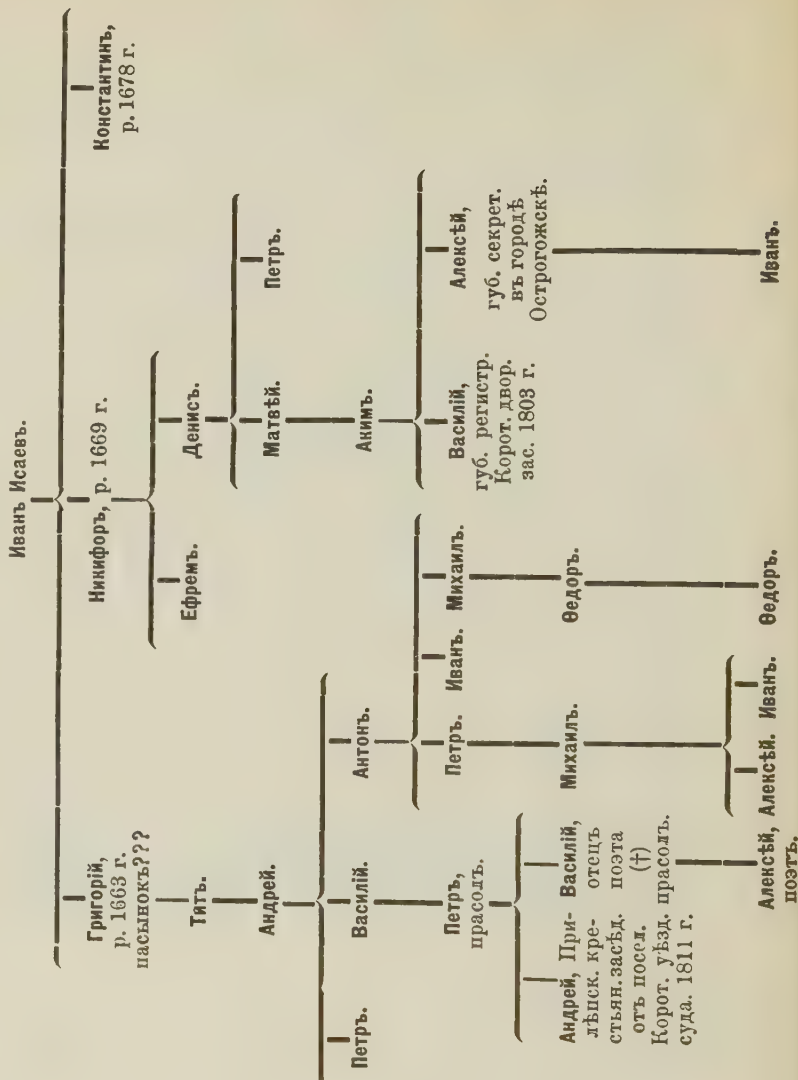 Иванъ Исаевъ.
Григорій,
р. 1663 г.
пасынокъ???
Никифоръ, р. 1669 г.
Константинъ,
р. 1678 г.
Титъ.
Ефремъ.
Денисъ.
Андрей.
Матвѣй.
Петръ.
Петръ.
Василій.
Антонъ.
Акимъ.
Петръ,
прасолъ.
Петръ.
Иванъ.
Михаилъ.
Василій,
губ. регистр.
Корот. двор.
зас. 1803 г.
Алексѣй,
губ. секрет.
въ городѣ
Острогожскѣ.
Андрей, При-
лѣпск. кре-
стьян. засѣд.
отъ посел.
Корот. уѣзд.
суда. 1811 г.
Василій,
отецъ
поэта
(†)
прасолъ.
Михаилъ.
Ѳедоръ.
Алексѣй,
поэтъ.
Алексѣй.
Иванъ.
Ѳедоръ.
Иванъ.